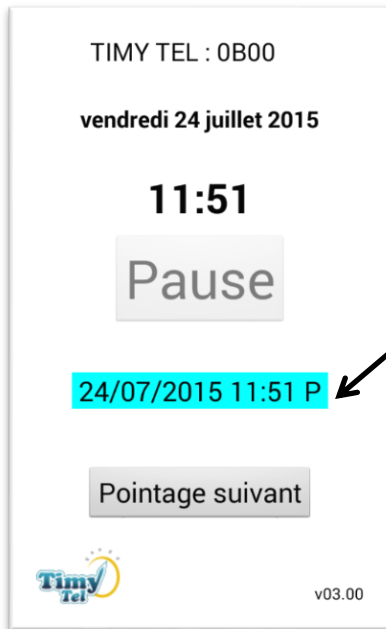 TIMY TEL : 0B00
vendredi 24 juillet 2015
11:51
Pause
24/07/2015 11:51 P
Pointage suivant
Timy
Tel
v03.00